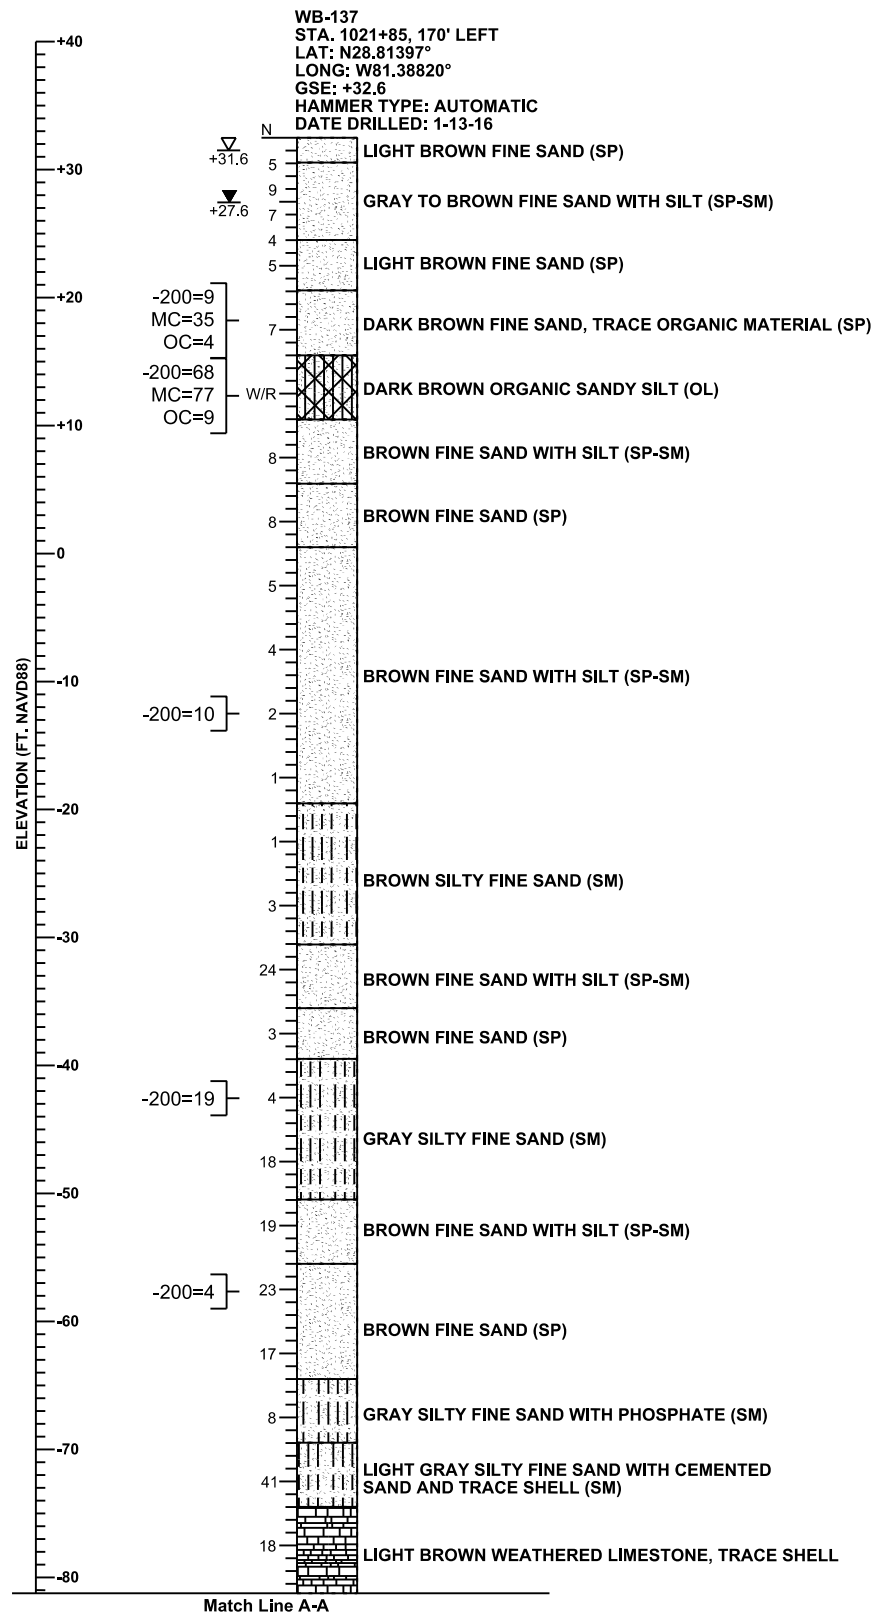 WB-137
STA. 1021+85, 170' LEFT
LAT: N28.81397°
LONG: W81.38820°
GSE: +32.6
HAMMER TYPE: AUTOMATIC
DATE DRILLED: 1-13-16
N
+40
+31.6
LIGHT BROWN FINE SAND (SP)
5
+30
9
+27.6
7
GRAY TO BROWN FINE SAND WITH SILT (SP-SM)
4
5
LIGHT BROWN FINE SAND (SP)
+20
-200=9
MC=35
OC=4
7
DARK BROWN FINE SAND, TRACE ORGANIC MATERIAL (SP)
-200=68
MC=77
OC=9
W/R
DARK BROWN ORGANIC SANDY SILT (OL)
+10
8
BROWN FINE SAND WITH SILT (SP-SM)
8
BROWN FINE SAND (SP)
0
5
4
BROWN FINE SAND WITH SILT (SP-SM)
-10
-200=10
2
1
ELEVATION (FT. NAVD88)
-20
1
BROWN SILTY FINE SAND (SM)
3
-30
24
BROWN FINE SAND WITH SILT (SP-SM)
3
BROWN FINE SAND (SP)
-40
-200=19
4
GRAY SILTY FINE SAND (SM)
18
-50
19
BROWN FINE SAND WITH SILT (SP-SM)
-200=4
23
-60
BROWN FINE SAND (SP)
17
8
GRAY SILTY FINE SAND WITH PHOSPHATE (SM)
-70
41
LIGHT GRAY SILTY FINE SAND WITH CEMENTED
SAND AND TRACE SHELL (SM)
18
LIGHT BROWN WEATHERED LIMESTONE, TRACE SHELL
-80
Match Line A-A